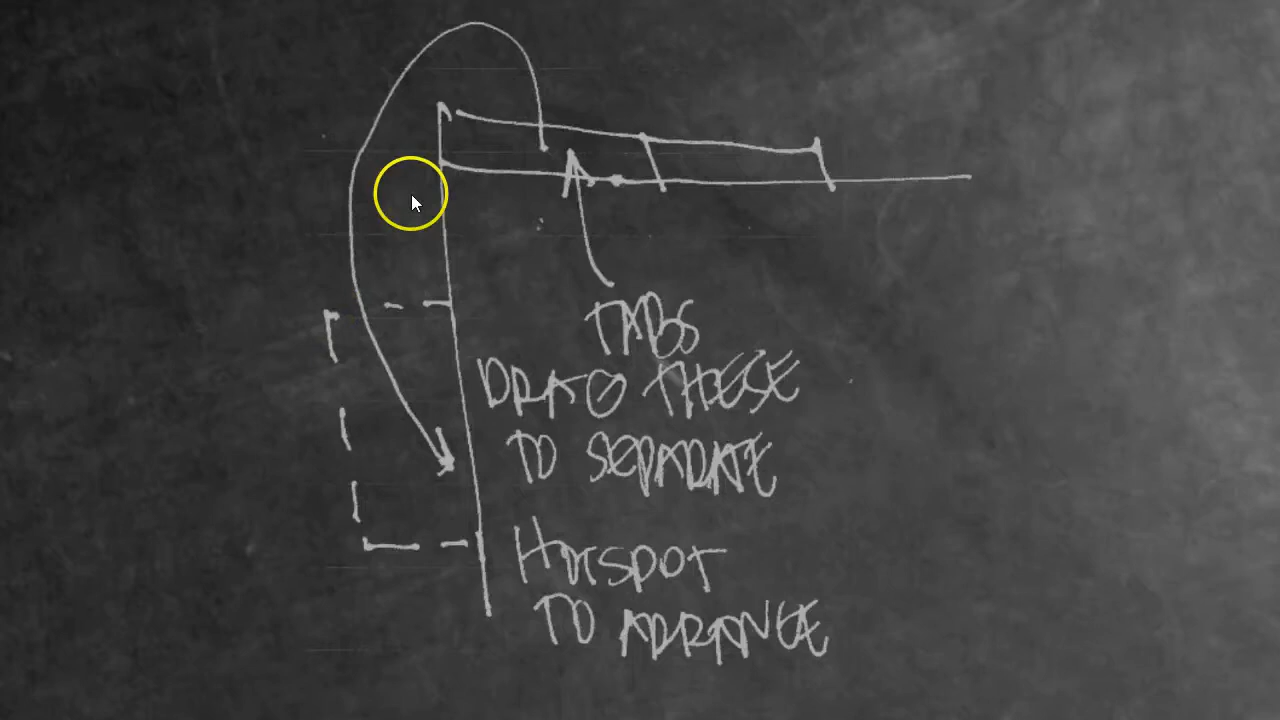 TABS
DRAG THESE
TO SEPARATE
HOTSPOT
TO ARRANGE